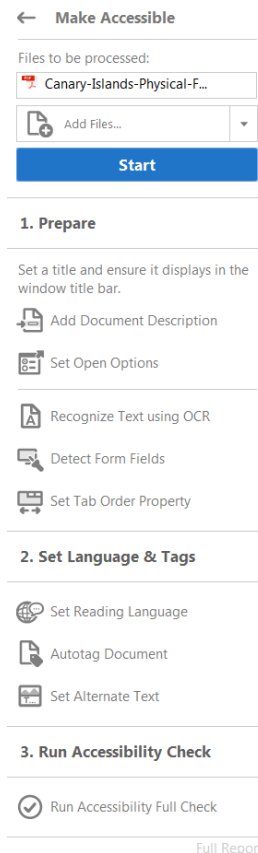 Make Accessible
Files to be processed:
Canary-Islands-Physical-F...
Add Files...
Start
1. Prepare
Set a title and ensure it displays in the
window title bar.
Add Document Description
Set Open Options
Recognize Text using OCR
Detect Form Fields
Set Tab Order Property
2. Set Language & Tags
Set Reading Language
Autotag Document
Set Alternate Text
3. Run Accessibility Check
Run Accessibility Full Check
Full Repor